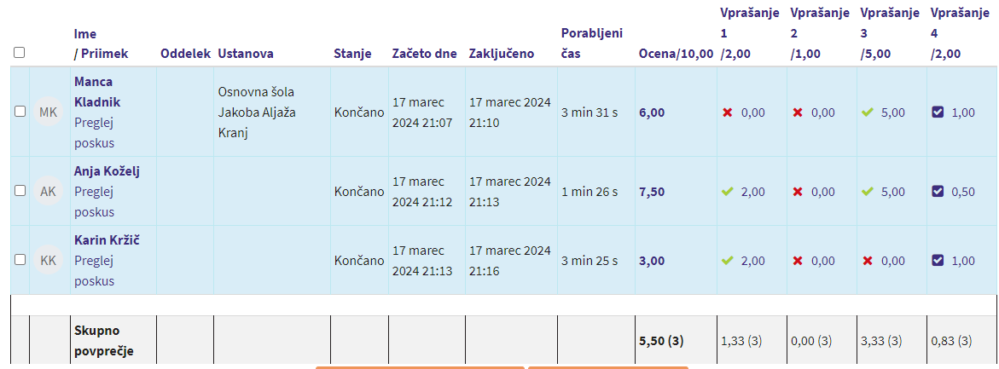 Ime / Priimek Oddelek Ustanova Stanje Začeto dne Zaključeno Porabljeni čas Ocena/10,00 Vprašanje 1 /2,00 Vprašanje 2 /1,00 Vprašanje 3 /5,00 Vprašanje 4 /2,00
MK Manca Kladnik Preglej poskus Osnovna šola Jakoba Aljaža Kranj Končano 17 marec 2024 21:07 17 marec 2024 21:10 3 min 31 s 6,00 0,00 0,00 5,00 1,00
AK Anja Koželj Preglej poskus Končano 17 marec 2024 21:12 17 marec 2024 21:13 1 min 26 s 7,50 2,00 0,00 5,00 0,50
KK Karin Kržič Preglej poskus Končano 17 marec 2024 21:13 17 marec 2024 21:16 3 min 25 s 3,00 2,00 0,00 0,00 1,00
Skupno povprečje 5,50 (3) 1,33 (3) 0,00 (3) 3,33 (3) 0,83 (3)